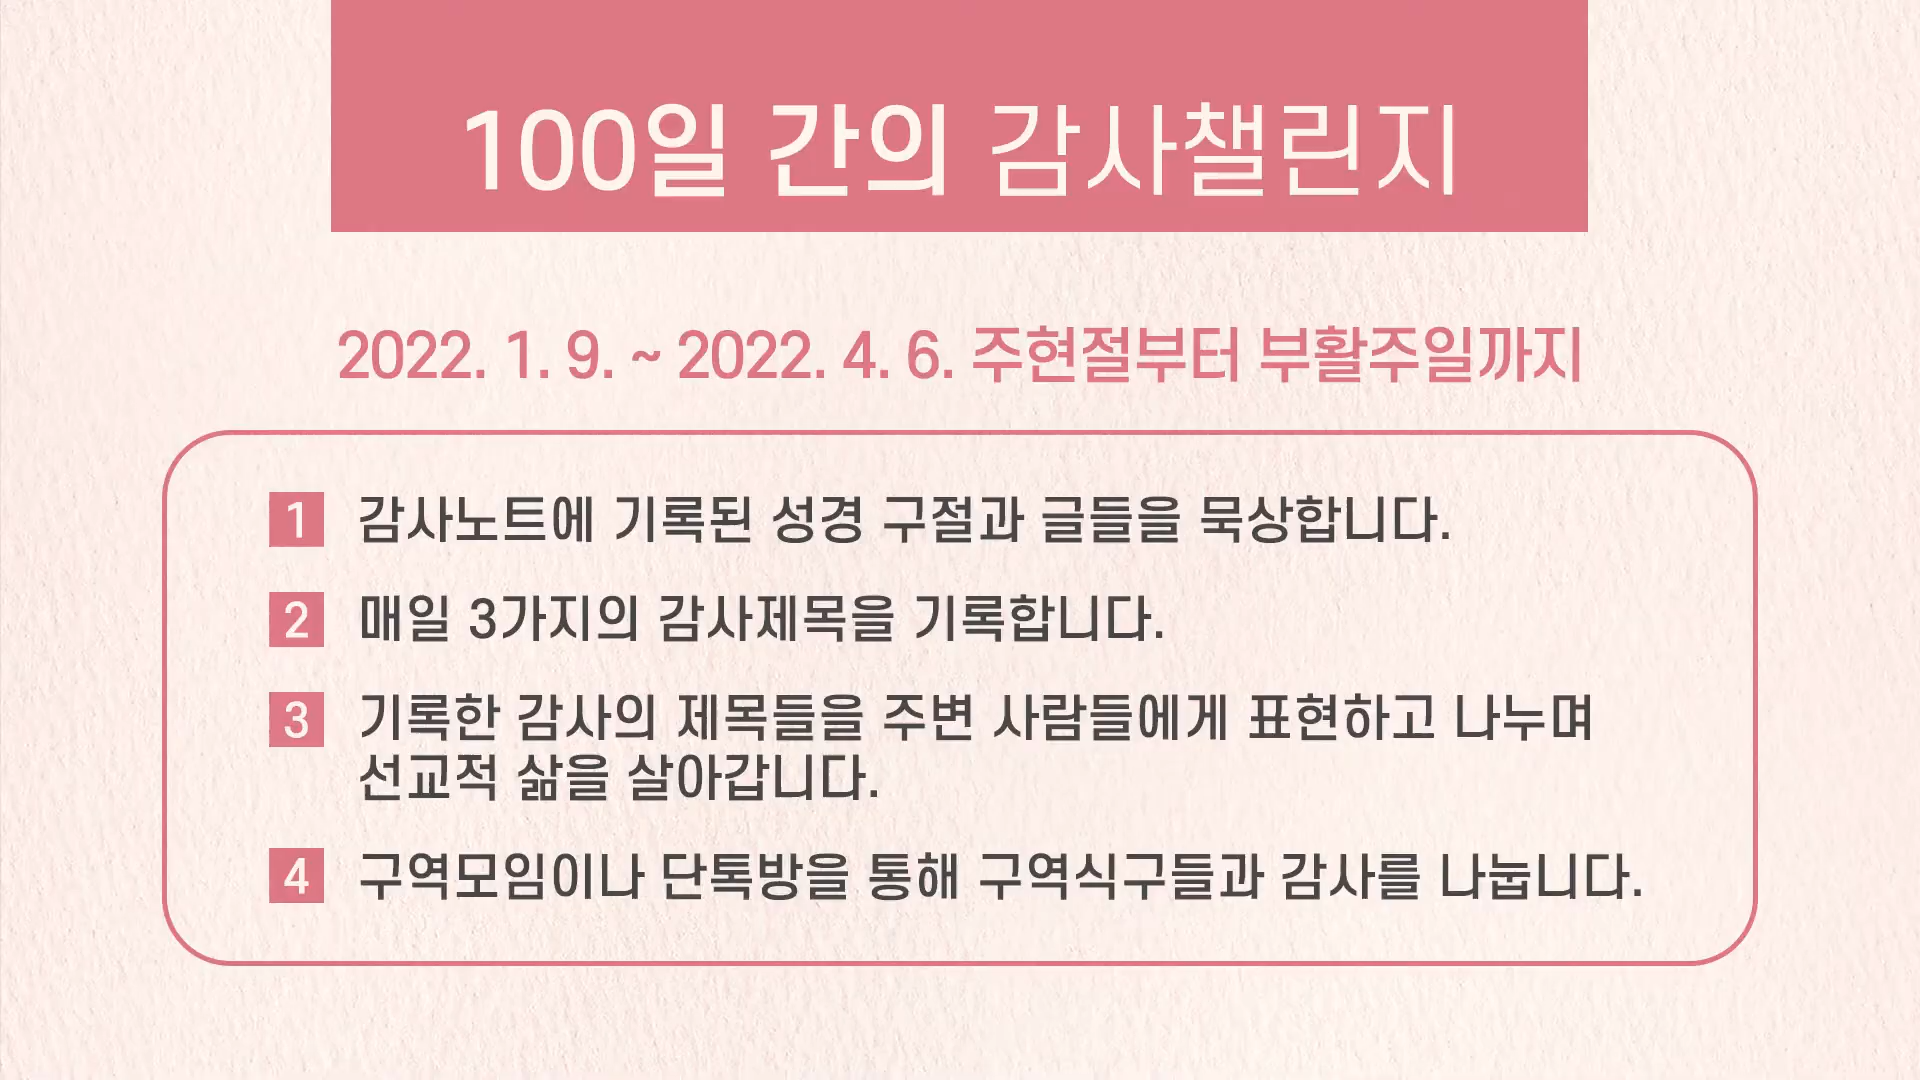 100일 간의 감사챌린지
2022. 1. 9. ~ 2022. 4. 6. 주현절부터 부활주일까지
1 감사노트에 기록된 성경 구절과 글들을 묵상합니다.
2 매일 3가지의 감사제목을 기록합니다.
3 기록한 감사의 제목들을 주변 사람들에게 표현하고 나누며
선교적 삶을 살아갑니다.
4 구역모임이나 단톡방을 통해 구역식구들과 감사를 나눕니다.